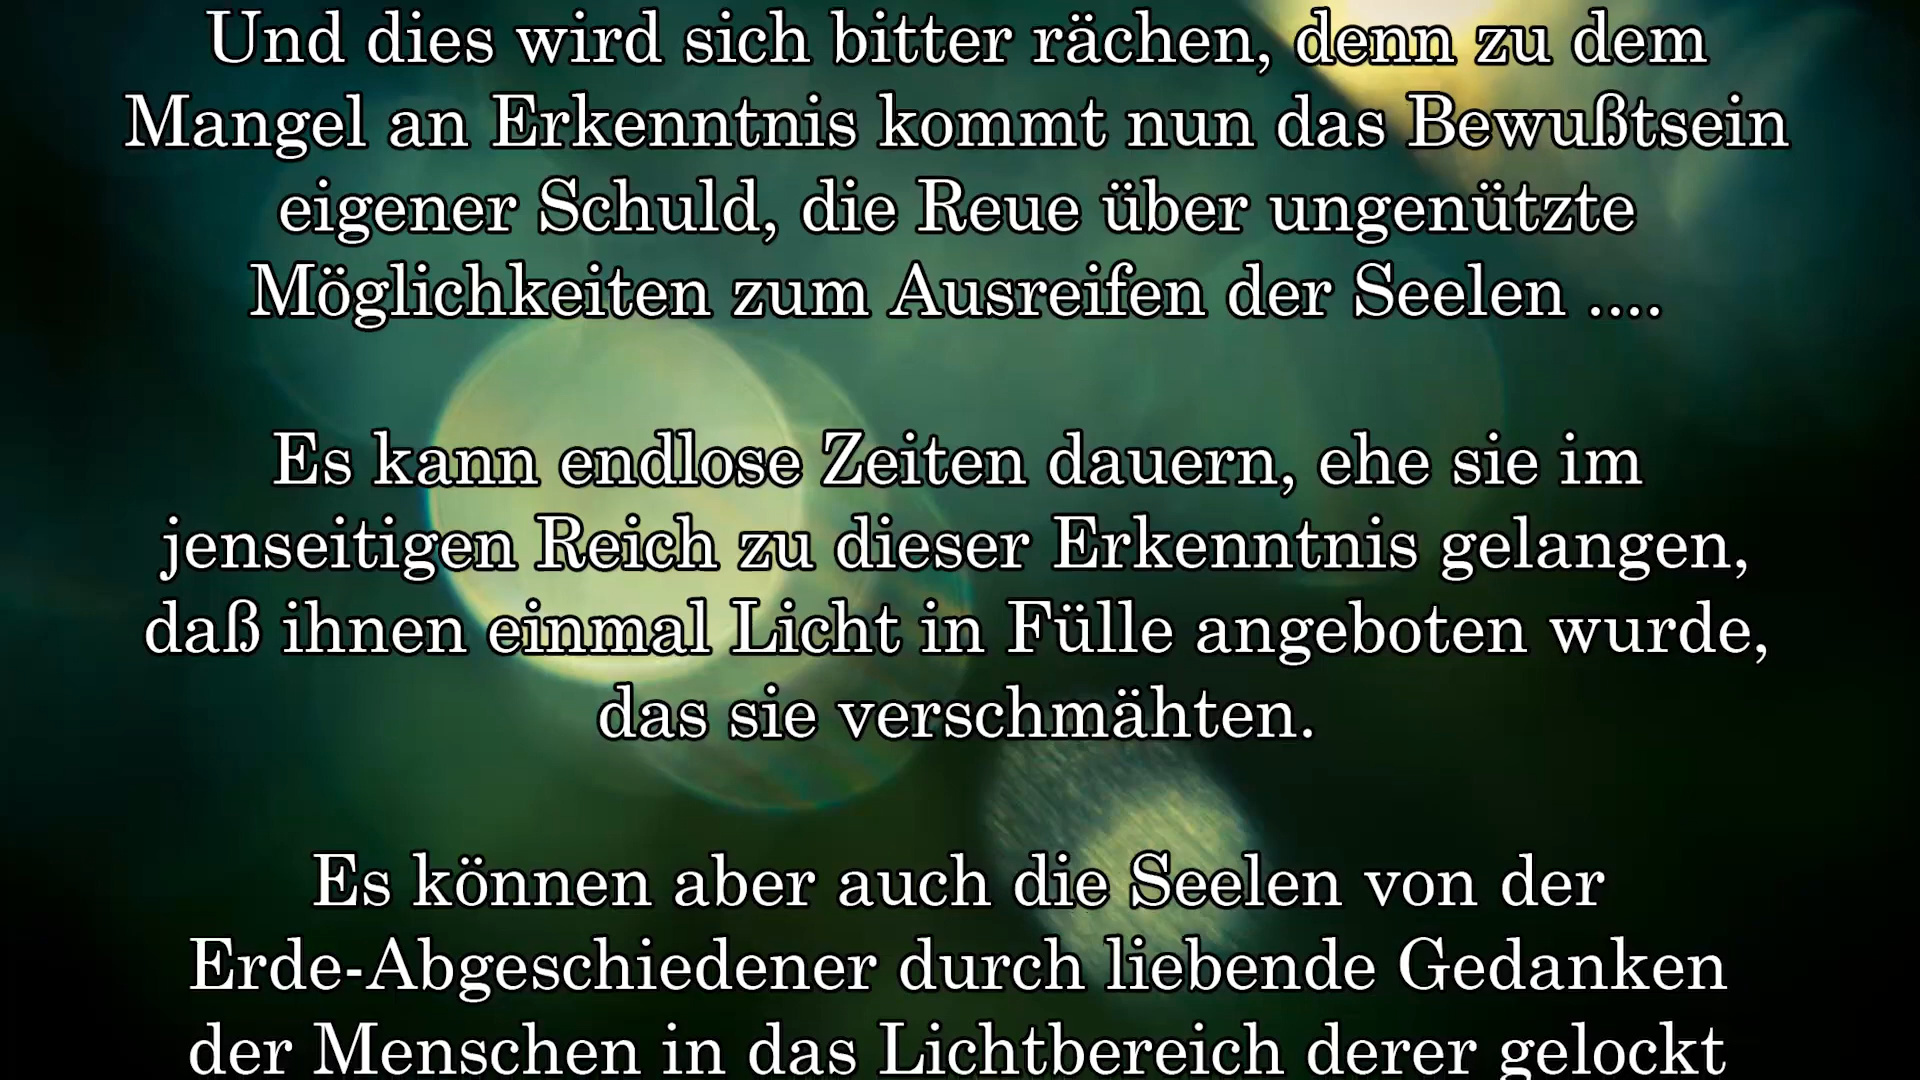 Und dies wird sich bitter rächen, denn zu dem
Mangel an Erkenntnis kommt nun das Bewußtsein
eigener Schuld, die Reue über ungenützte
Möglichkeiten zum Ausreifen der Seelen ....
Es kann endlose Zeiten dauern, ehe sie im
jenseitigen Reich zu dieser Erkenntnis gelangen,
daß ihnen einmal Licht in Fülle angeboten wurde,
das sie verschmähten.
Es können aber auch die Seelen von der
Erde-Abgeschiedener durch liebende Gedanken
der Menschen in das Lichtbereich derer gelockt